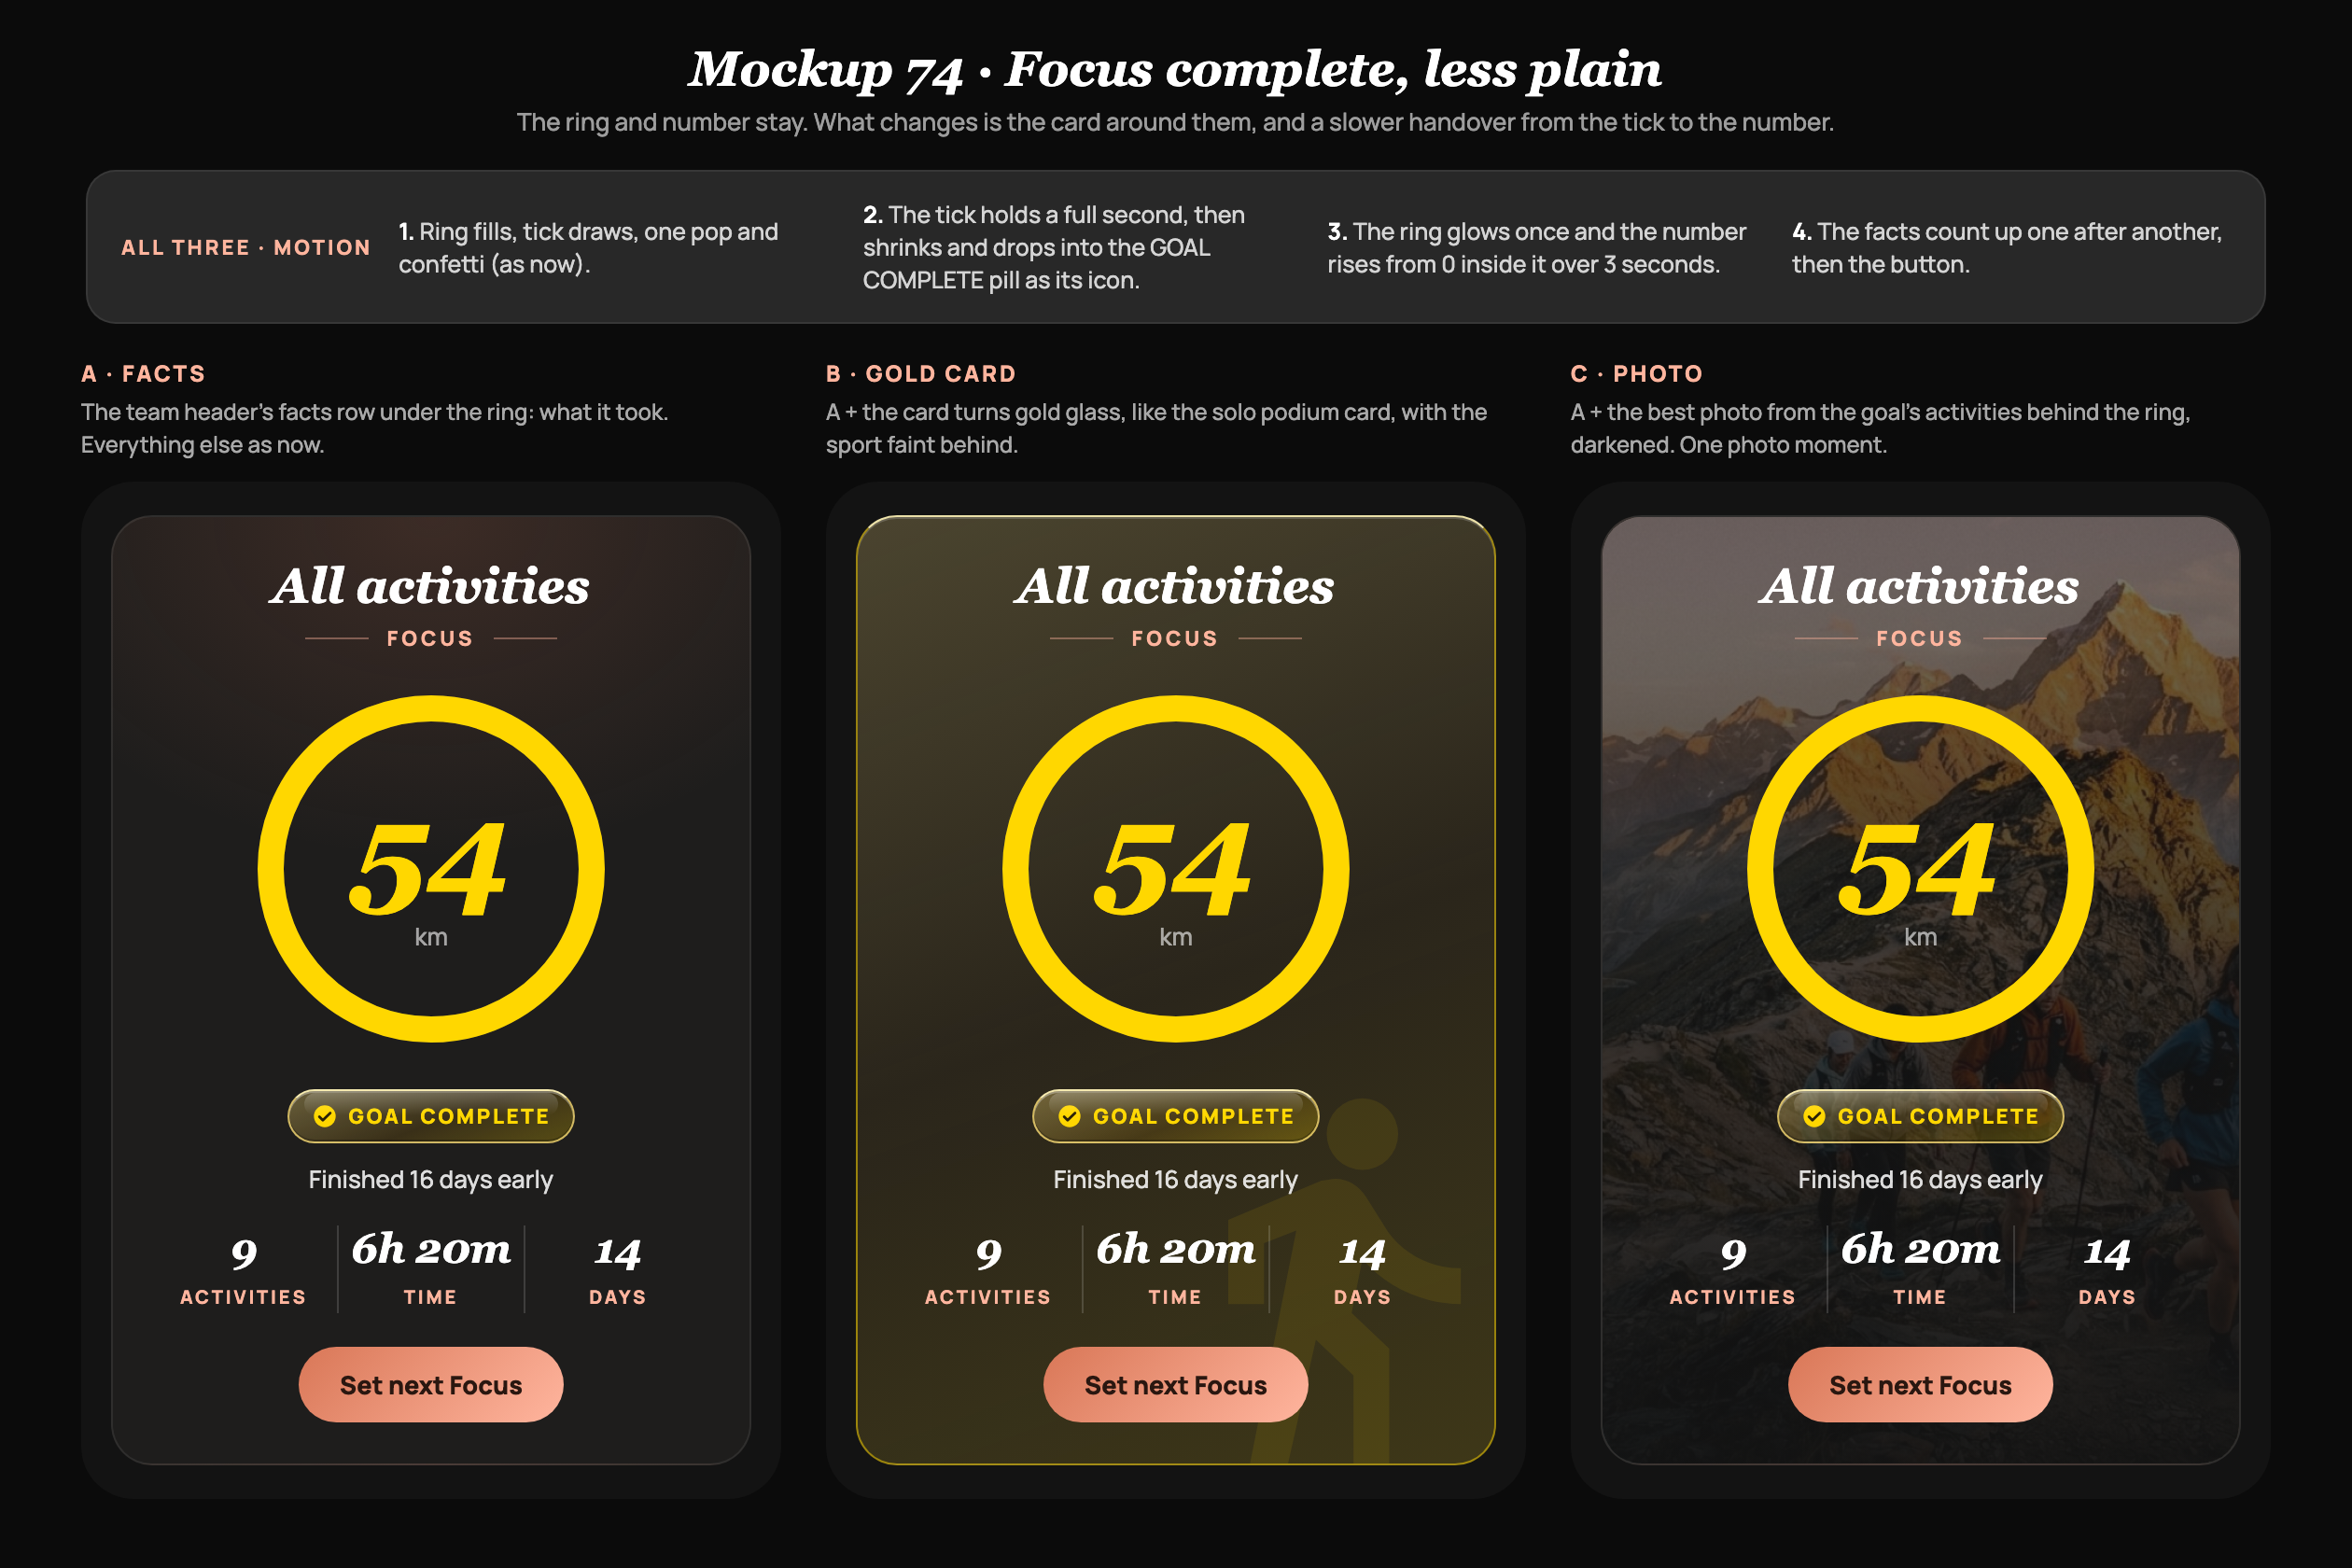 Mockup 74 · Focus complete, less plain
The ring and number stay. What changes is the card around them, and a slower handover from the tick to the number.
ALL THREE · MOTION
1. Ring fills, tick draws, one pop and
confetti (as now).
2. The tick holds a full second, then
shrinks and drops into the GOAL
COMPLETE pill as its icon.
3. The ring glows once and the number
rises from 0 inside it over 3 seconds.
4. The facts count up one after another,
then the button.
A · FACTS
The team header's facts row under the ring: what it took.
Everything else as now.
All activities
FOCUS
54
km
GOAL COMPLETE
Finished 16 days early
9
ACTIVITIES
6h 20m
TIME
14
DAYS
Set next Focus
B · GOLD CARD
A + the card turns gold glass, like the solo podium card, with the
sport faint behind.
All activities
FOCUS
54
km
GOAL COMPLETE
Finished 16 days early
9
ACTIVITIES
6h 20m
TIME
14
DAYS
Set next Focus
C · PHOTO
A + the best photo from the goal's activities behind the ring,
darkened. One photo moment.
All activities
FOCUS
54
km
GOAL COMPLETE
Finished 16 days early
9
ACTIVITIES
6h 20m
TIME
14
DAYS
Set next Focus